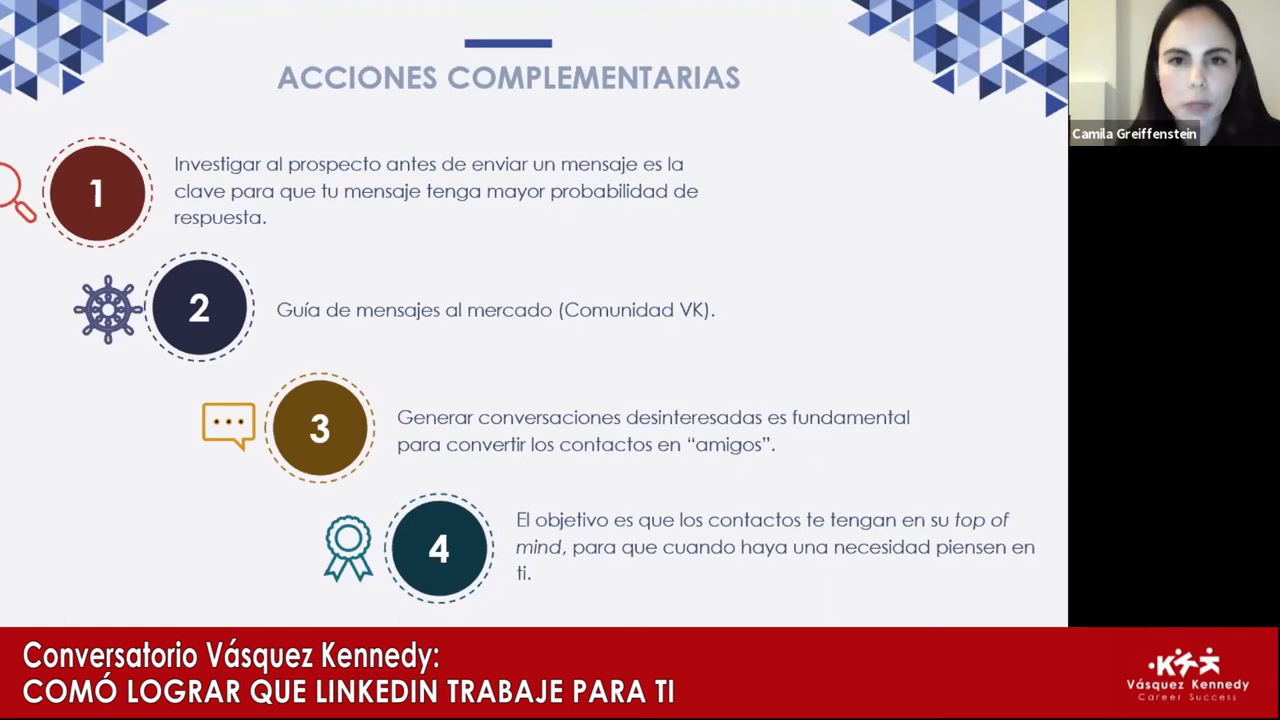 ACCIONES COMPLEMENTARIAS
Camila Greiffenstein
1
Investigar al prospecto antes de enviar un mensaje es la
clave para que tu mensaje tenga mayor probabilidad de
respuesta.
2
Guía de mensajes al mercado (Comunidad VK).
3
Generar conversaciones desinteresadas es fundamental
para convertir los contactos en “amigos”.
4
El objetivo es que los contactos te tengan en su top of
mind, para que cuando haya una necesidad piensen en
ti.
Conversatorio Vásquez Kennedy:
COMÓ LOGRAR QUE LINKEDIN TRABAJE PARA TI
Vásquez Kennedy
Career Success